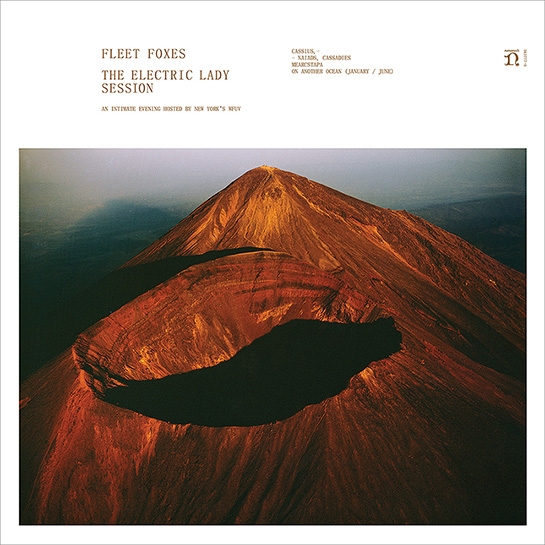 FLEET FOXES
THE ELECTRIC LADY
SESSION
AN INTIMATE EVENING HOSTED BY NEW YORK'S WFUV
CASSIUS, -
- NAIADS, CASSADIES
MEARCSTAPA
ON ANOTHER OCEAN (JANUARY / JUNE)